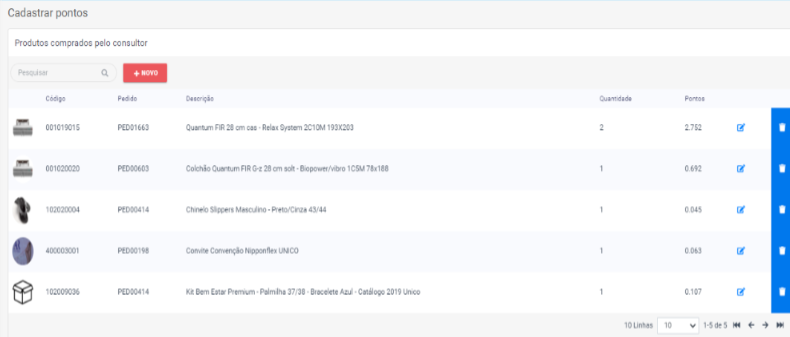 Cadastrar pontos
Produtos comprados pelo consultor
Pesquisar
+ NOVO
Código Pedido Descrição Quantidade Pontos
001019015 PED01663 Quantum FIR 28 cm cas - Relax System 2C10M 193X203 2 2.752
001020020 PED00603 Colchão Quantum FIR G-z 28 cm solt - Biopower/vibro 1CSM 78x188 1 0.692
102020004 PED00414 Chinelo Slippers Masculino - Preto/Cinza 43/44 1 0.045
400003001 PED00198 Convite Convenção Nipponflex UNICO 1 0.063
102009036 PED00414 Kit Bem Estar Premium - Palmilha 37/38 - Bracelete Azul - Catálogo 2019 Unico 1 0.107
10 Linhas 10 1-5 de 5